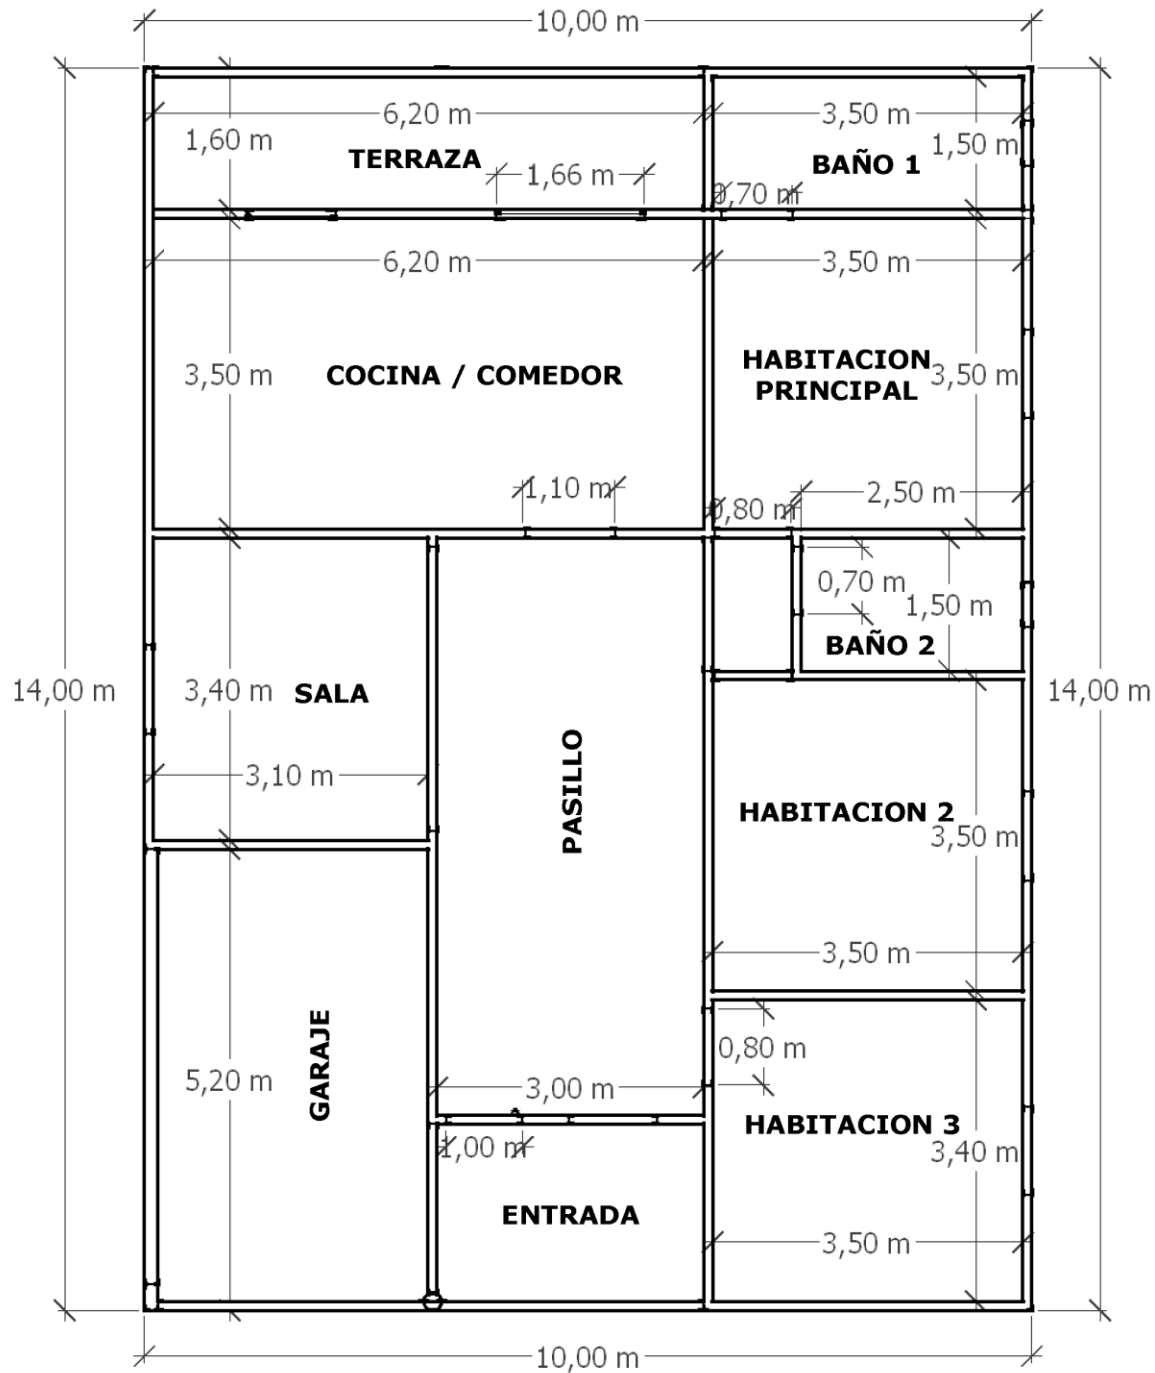 10,00 m
6,20 m
3,50 m
1,60 m
1,50 m
TERRAZA
BAÑO 1
1,66 m
0,70 m
6,20 m
3,50 m
3,50 m
COCINA / COMEDOR
HABITACION
PRINCIPAL
3,50 m
1,10 m
2,50 m
0,80 m
0,70 m
1,50 m
BAÑO 2
14,00 m
3,40 m
SALA
14,00 m
3,10 m
PASILLO
HABITACION 2
3,50 m
3,50 m
GARAJE
5,20 m
0,80 m
3,00 m
HABITACION 3
1,00 m
3,40 m
ENTRADA
3,50 m
10,00 m